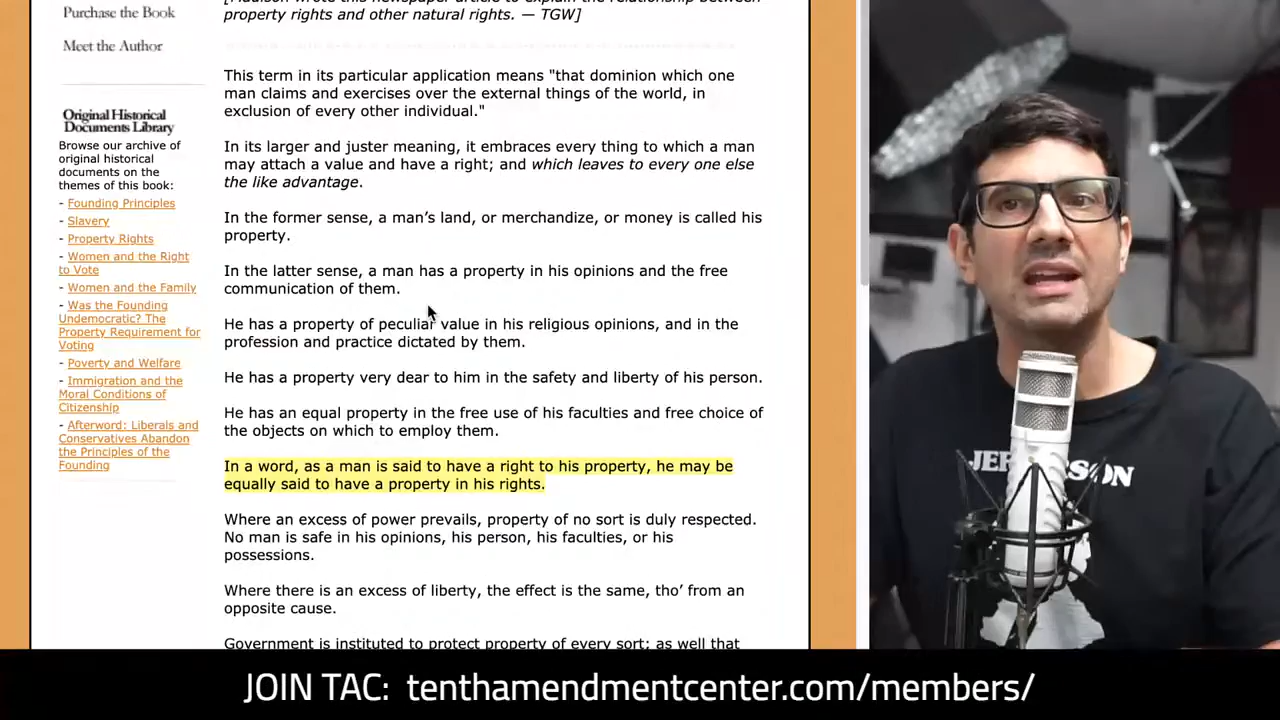 Purchase the Book
Meet the Author
Original Historical
Documents Library
Browse our archive of
original historical
documents on the
themes of this book:
- Founding Principles
- Slavery
- Property Rights
- Women and the Right
to Vote
- Women and the Family
- Was the Founding
Undemocratic? The
Property Requirement for
Voting
- Poverty and Welfare
- Immigration and the
Moral Conditions of
Citizenship
- Afterword: Liberals and
Conservatives Abandon
the Principles of the
Founding
[Madison wrote this newspaper article to explain the relationship between
property rights and other natural rights. — TGW]
This term in its particular application means "that dominion which one
man claims and exercises over the external things of the world, in
exclusion of every other individual."
In its larger and juster meaning, it embraces every thing to which a man
may attach a value and have a right; and which leaves to every one else
the like advantage.
In the former sense, a man's land, or merchandize, or money is called his
property.
In the latter sense, a man has a property in his opinions and the free
communication of them.
He has a property of peculiar value in his religious opinions, and in the
profession and practice dictated by them.
He has a property very dear to him in the safety and liberty of his person.
He has an equal property in the free use of his faculties and free choice of
the objects on which to employ them.
In a word, as a man is said to have a right to his property, he may be
equally said to have a property in his rights.
Where an excess of power prevails, property of no sort is duly respected.
No man is safe in his opinions, his person, his faculties, or his
possessions.
Where there is an excess of liberty, the effect is the same, tho' from an
opposite cause.
Government is instituted to protect property of every sort; as well that
JOIN TAC: tenthamendmentcenter.com/members/